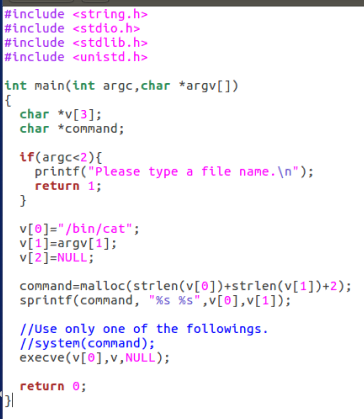 #include <string.h>
#include <stdio.h>
#include <stdlib.h>
#include <unistd.h>
int main(int argc,char *argv[])
{
char *v[3];
char *command;
if(argc<2){
printf("Please type a file name.\n");
return 1;
}
v[0]="/bin/cat";
v[1]=argv[1];
v[2]=NULL;
command=malloc(strlen(v[0])+strlen(v[1])+2);
sprintf(command, "%s %s",v[0],v[1]);
//Use only one of the followings.
//system(command);
execve(v[0],v,NULL);
return 0;
}